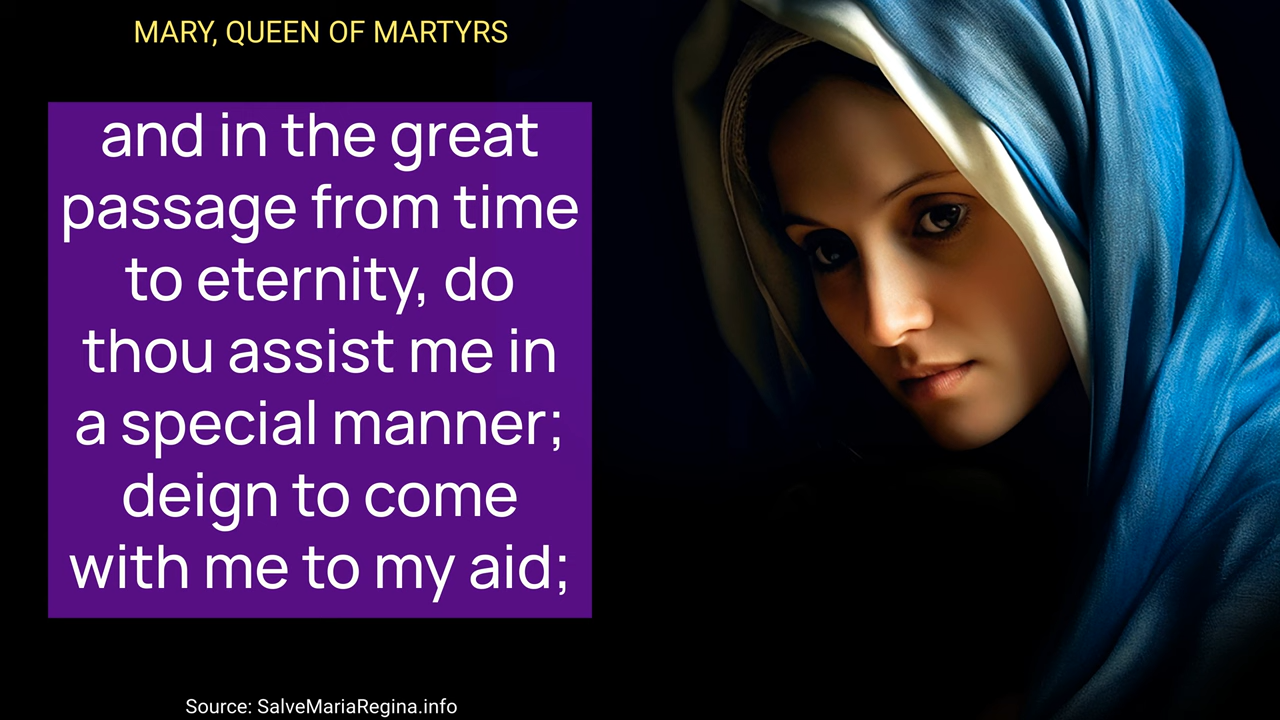 MARY, QUEEN OF MARTYRS
and in the great
passage from time
to eternity, do
thou assist me in
a special manner;
deign to come
with me to my aid;
Source: SalveMariaRegina.info